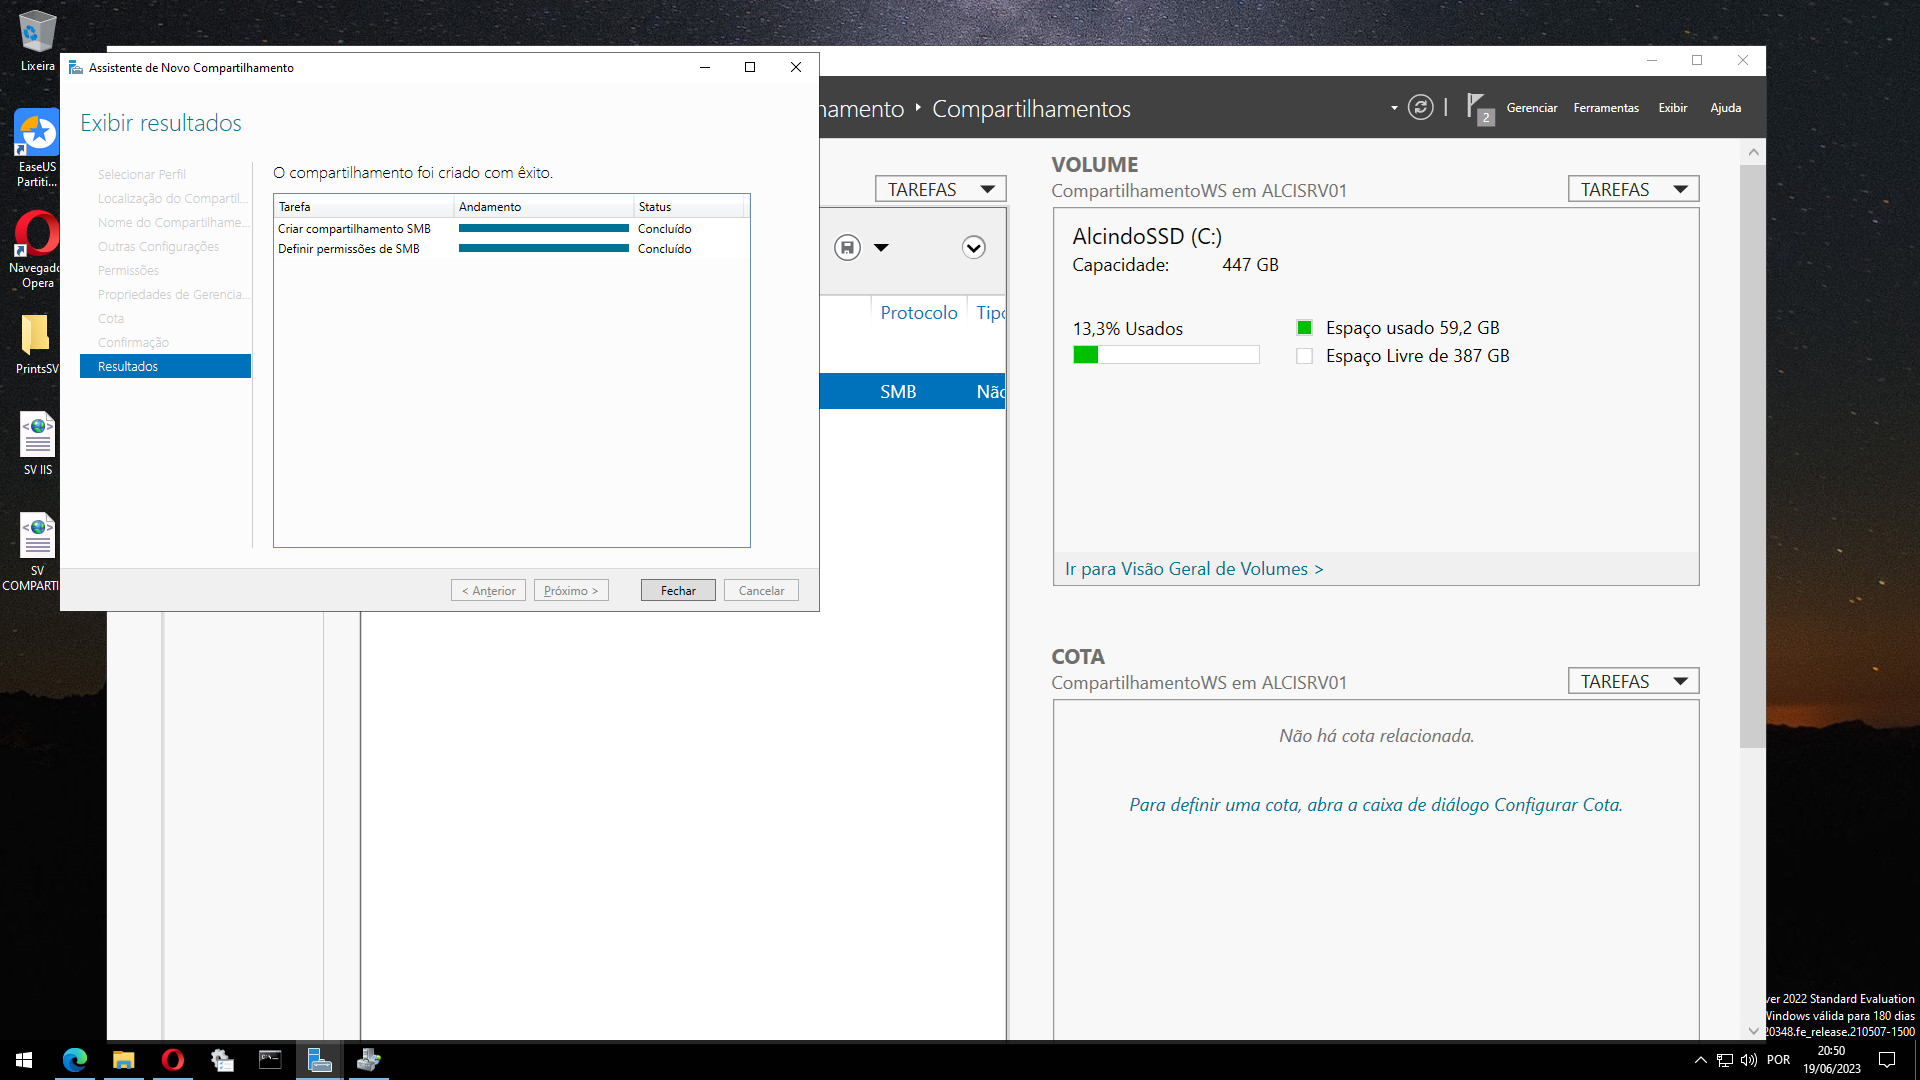 Lixeira
EaseUS
Partiti...
Navegado
Opera
PrintsSV
SV IIS
SV
COMPARTI
Assistente de Novo Compartilhamento
Exibir resultados
Selecionar Perfil
Localização do Compartil...
Nome do Compartilhame...
Outras Configurações
Permissões
Propriedades de Gerencia...
Cota
Confirmação
Resultados
O compartilhamento foi criado com êxito.
Tarefa Andamento Status
Criar compartilhamento SMB Concluído
Definir permissões de SMB Concluído
< Anterior Próximo > Fechar Cancelar
hamento Compartilhamentos
2 Gerenciar Ferramentas Exibir Ajuda
TAREFAS
Protocolo Tipo
SMB Não
VOLUME
CompartilhamentoWS em ALCISRV01
TAREFAS
AlcindoSSD (C:)
Capacidade: 447 GB
13,3% Usados
Espaço usado 59,2 GB
Espaço Livre de 387 GB
Ir para Visão Geral de Volumes >
COTA
CompartilhamentoWS em ALCISRV01
TAREFAS
Não há cota relacionada.
Para definir uma cota, abra a caixa de diálogo Configurar Cota.
ver 2022 Standard Evaluation
Windows válida para 180 dias
20348.fe_release.210507-1500
POR
20:50
19/06/2023